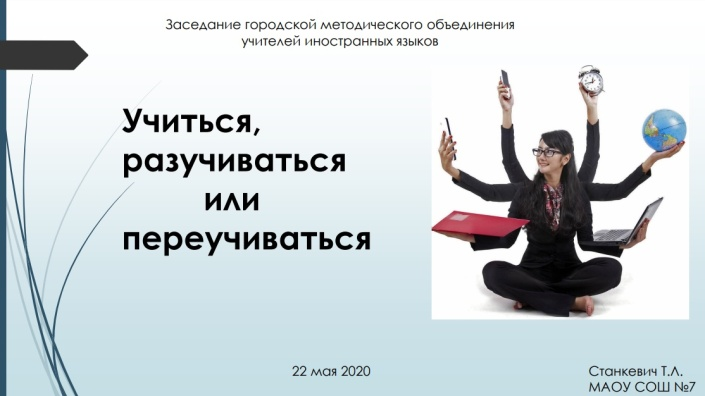 Заседание городской методического объединения
учителей иностранных языков
Учиться,
разучиваться
или
переучиваться
22 мая 2020
Станкевич Т.Л.
МАОУ СОШ №7